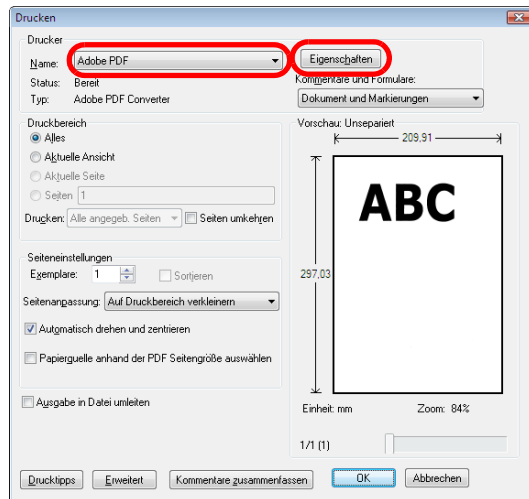 Drucken
Drucker
Name: Adobe PDF
Eigenschaften
Status: Bereit
Kommentare und Formulare:
Typ: Adobe PDF Converter
Dokument und Markierungen
Druckbereich
Alles
Aktuelle Ansicht
Aktuelle Seite
Seiten 1
Drucken: Alle angegeb. Seiten Seiten umkehren
Seiteneinstellungen
Exemplare: 1 Sortieren
Seitenanpassung: Auf Druckbereich verkleinern
Automatisch drehen und zentrieren
Papierquelle anhand der PDF Seitengröße auswählen
Ausgabe in Datei umleiten
Vorschau: Unsepariert
209,91
297,03
ABC
Einheit: mm Zoom: 84%
1/1 (1)
Drucktipps Erweitert Kommentare zusammenfassen OK Abbrechen